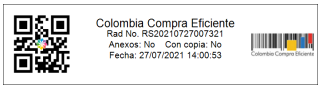 Colombia Compra Eficiente
Rad No. RS20210727007321
Anexos: No Con copia: No
Fecha: 27/07/2021 14:00:53
Colombia Compra Eficiente